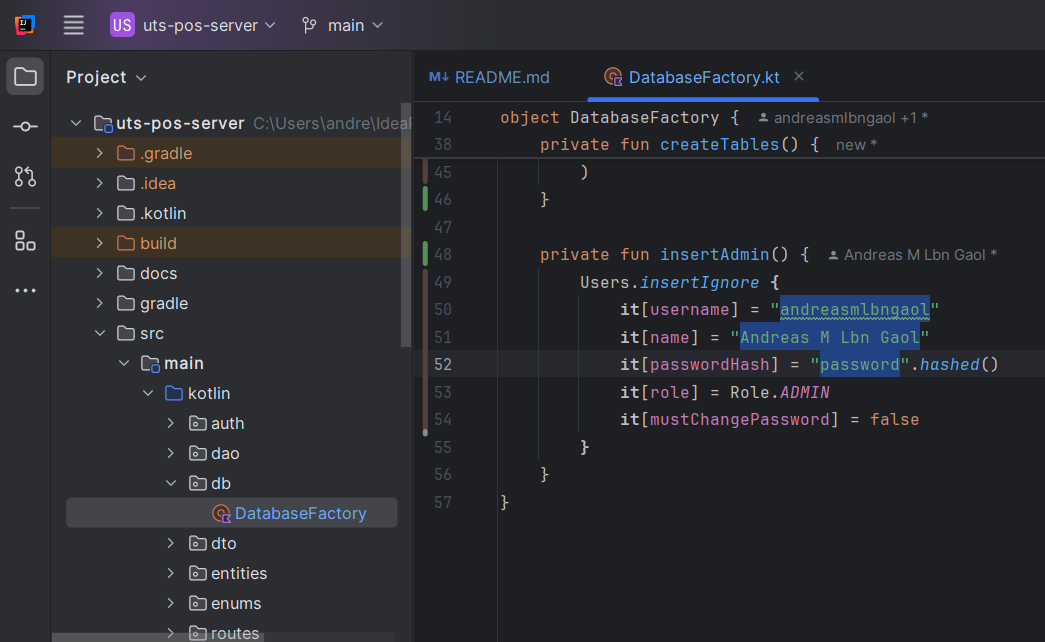 US uts-pos-server main
Project
uts-pos-server C:\Users\andre\Idea
.gradle
.idea
.kotlin
build
docs
gradle
src
main
kotlin
auth
dao
db
DatabaseFactory
dto
entities
enums
routes
M↓ README.md DatabaseFactory.kt
14 object DatabaseFactory { andreasmlbngaol +1 *
38 private fun createTables() { new *
45 )
46 }
47
48 private fun insertAdmin() { Andreas M Lbn Gaol *
49 Users.insertIgnore {
50 it[username] = "andreasmlbngaol"
51 it[name] = "Andreas M Lbn Gaol"
52 it[passwordHash] = "password".hashed()
53 it[role] = Role.ADMIN
54 it[mustChangePassword] = false
55 }
56 }
57 }